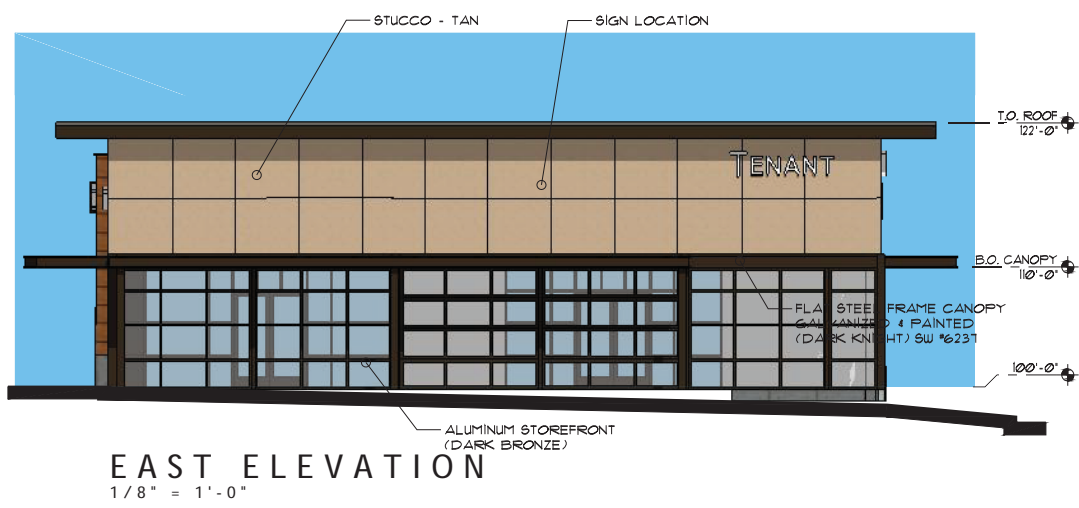 STUCCO - TAN
SIGN LOCATION
T.O. ROOF
122'-0"
TENANT
B.O. CANOPY
110'-0"
FLAT STEEL FRAME CANOPY
GALVANIZED & PAINTED
(DARK KNIGHT) SW #6237
100'-0"
ALUMINUM STOREFRONT
(DARK BRONZE)
EAST ELEVATION
1/8" = 1'-0"